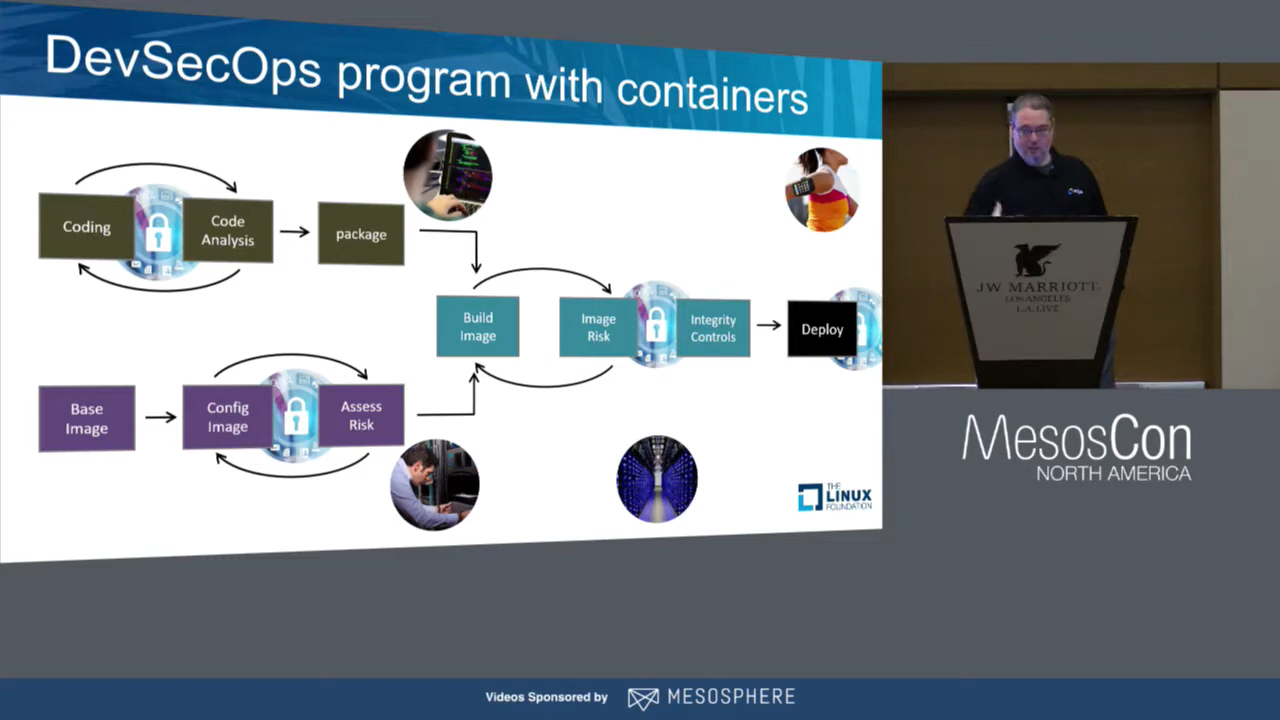 DevSecOps program with containers
Coding
Code
Analysis
package
Build
Image
Image
Risk
Integrity
Controls
Deploy
Base
Image
Config
Image
Assess
Risk
THE
LINUX
FOUNDATION
JW MARRIOTT
LOS ANGELES
L.A. LIVE
MesosCon
NORTH AMERICA
Videos Sponsored by
MESOSPHERE